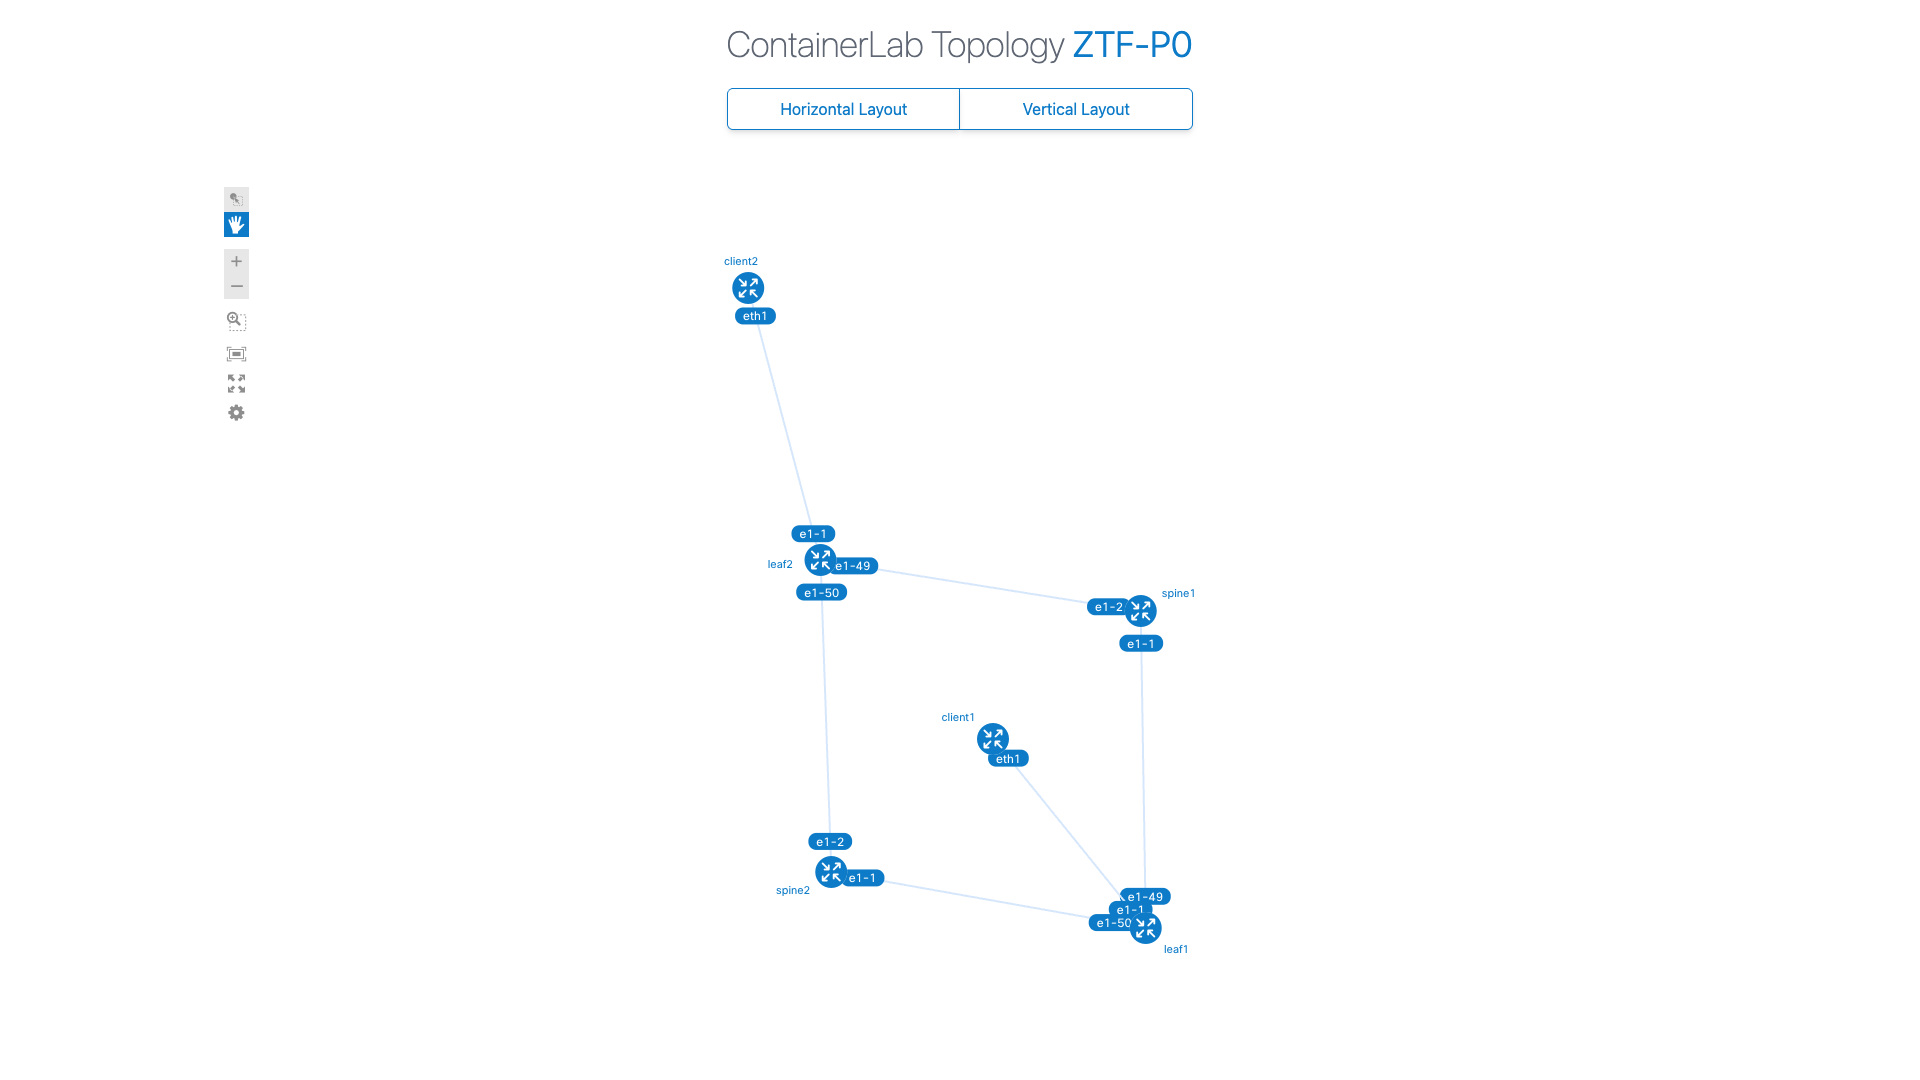 ContainerLab Topology ZTF-P0
Horizontal Layout
Vertical Layout
client2
eth1
e1-1
leaf2
e1-49
e1-50
spine1
e1-2
e1-1
client1
eth1
e1-2
e1-1
spine2
e1-49
e1-1
e1-50
leaf1